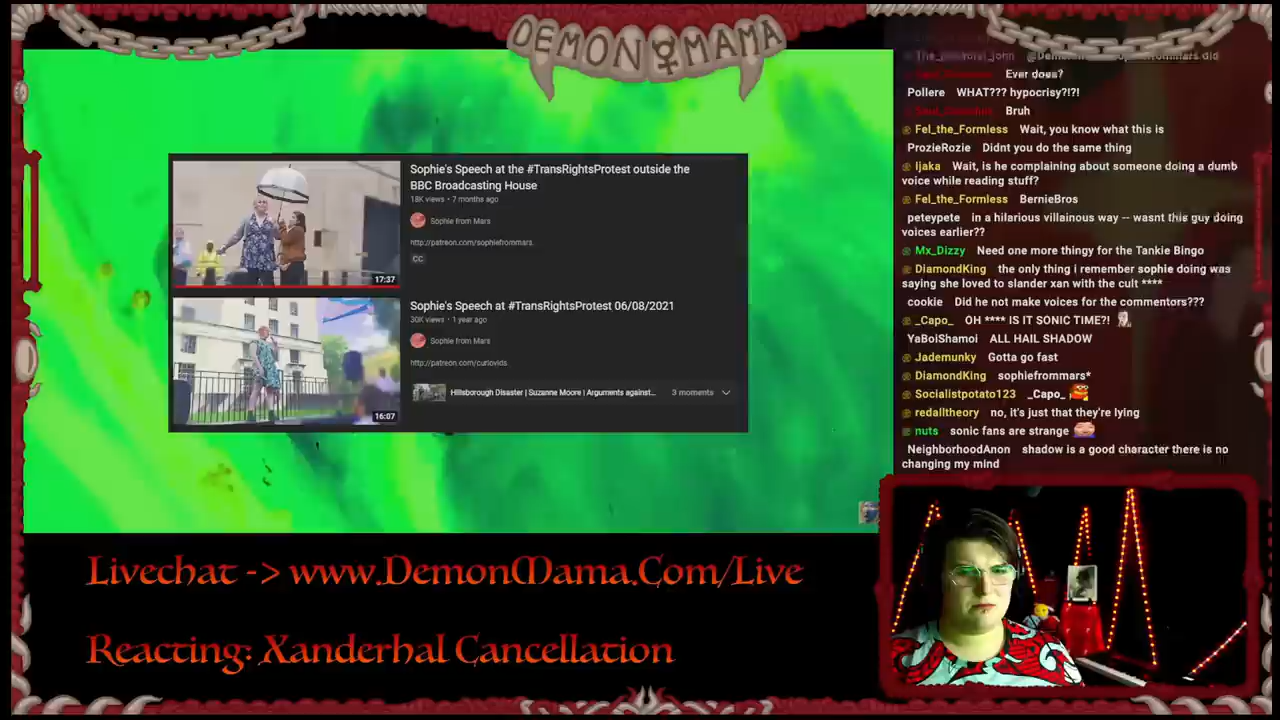 DEMON MAMA
Sophie's Speech at the #TransRightsProtest outside the
BBC Broadcasting House
18K views • 7 months ago
Sophie from Mars
http://patreon.com/sophiefrommars.
CC
17:37
Sophie's Speech at #TransRightsProtest 06/08/2021
30K views • 1 year ago
Sophie from Mars
http://patreon.com/curiovids
Hillsborough Disaster | Suzanne Moore | Arguments against...
3 moments
16:07
Ever does?
Pollere WHAT??? hypocrisy?!?!
Bruh
Fel_the_Formless Wait, you know what this is
ProzieRozie Didnt you do the same thing
Ijaka Wait, is he complaining about someone doing a dumb
voice while reading stuff?
Fel_the_Formless BernieBros
peteypete in a hilarious villainous way -- wasnt this guy doing
voices earlier??
Mx_Dizzy Need one more thingy for the Tankie Bingo
DiamondKing the only thing i remember sophie doing was
saying she loved to slander xan with the cult ****
cookie Did he not make voices for the commentors???
_Capo_ OH **** IS IT SONIC TIME?!
YaBoiShamoi ALL HAIL SHADOW
Jademunky Gotta go fast
DiamondKing sophiefrommars*
Socialistpotato123 _Capo_
redalltheory no, it's just that they're lying
nuts sonic fans are strange
NeighborhoodAnon shadow is a good character there is no
changing my mind
Livechat -> www.DemonMama.Com/Live
Reacting: Xanderhal Cancellation